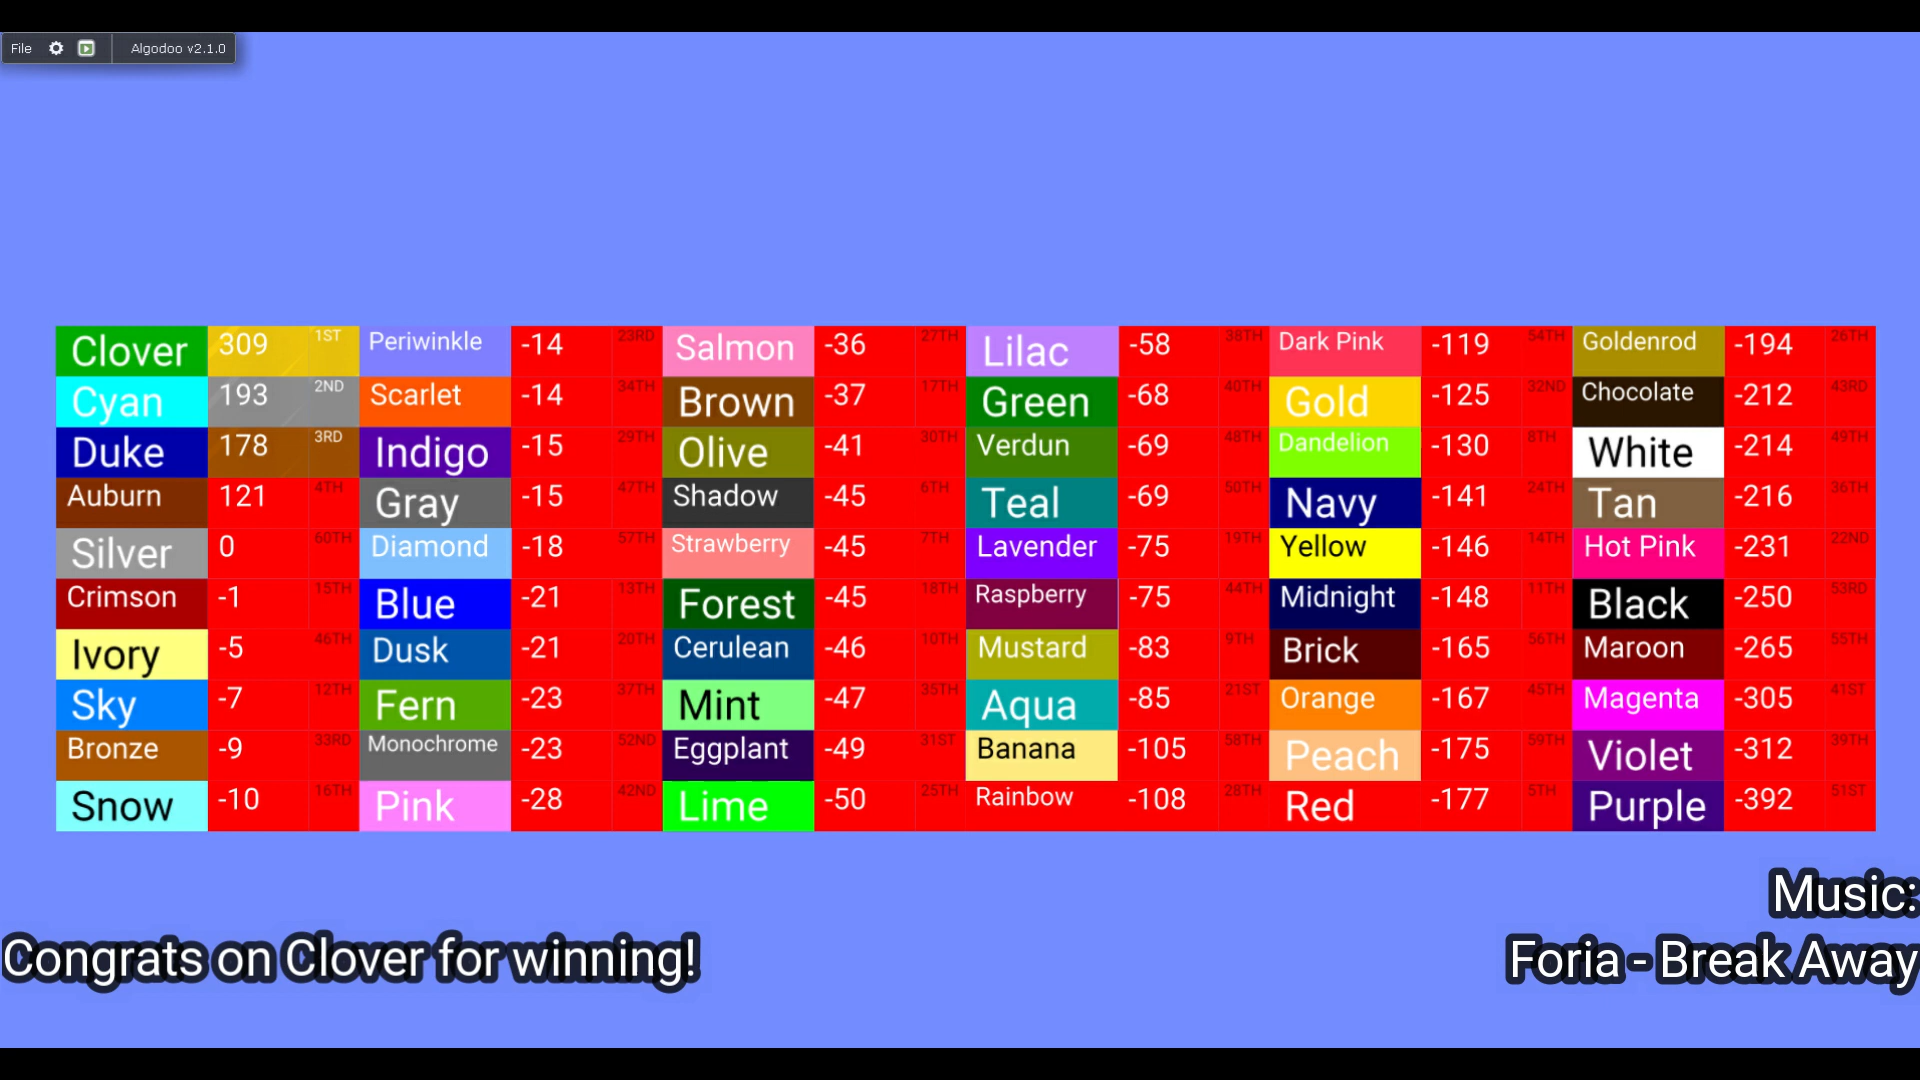 File Algodoo v2.1.0
Clover 309 1ST Periwinkle -14 23RD Salmon -36 27TH Lilac -58 38TH Dark Pink -119 54TH Goldenrod -194 26TH
Cyan 193 2ND Scarlet -14 34TH Brown -37 17TH Green -68 40TH Gold -125 32ND Chocolate -212 43RD
Duke 178 3RD Indigo -15 29TH Olive -41 30TH Verdun -69 48TH Dandelion -130 8TH White -214 49TH
Auburn 121 4TH Gray -15 47TH Shadow -45 6TH Teal -69 50TH Navy -141 24TH Tan -216 36TH
Silver 0 60TH Diamond -18 57TH Strawberry -45 7TH Lavender -75 19TH Yellow -146 14TH Hot Pink -231 22ND
Crimson -1 15TH Blue -21 13TH Forest -45 18TH Raspberry -75 44TH Midnight -148 11TH Black -250 53RD
Ivory -5 46TH Dusk -21 20TH Cerulean -46 10TH Mustard -83 9TH Brick -165 56TH Maroon -265 55TH
Sky -7 12TH Fern -23 37TH Mint -47 35TH Aqua -85 21ST Orange -167 45TH Magenta -305 41ST
Bronze -9 33RD Monochrome -23 52ND Eggplant -49 31ST Banana -105 58TH Peach -175 59TH Violet -312 39TH
Snow -10 16TH Pink -28 42ND Lime -50 25TH Rainbow -108 28TH Red -177 5TH Purple -392 51ST
Music:
Congrats on Clover for winning! Foria - Break Away